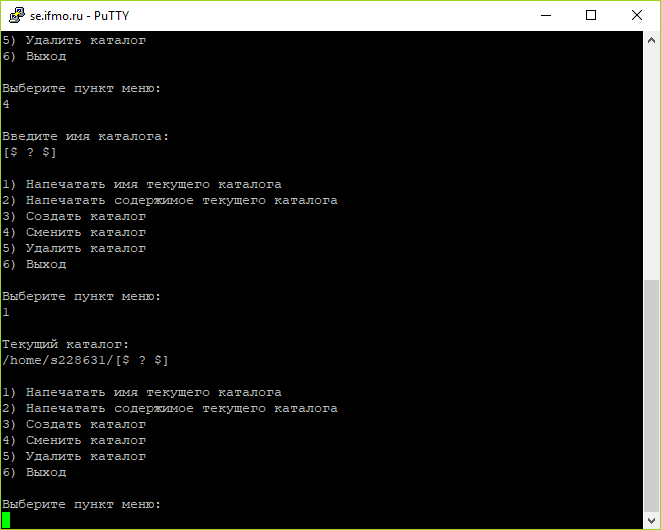 se.ifmo.ru - PuTTY
5) Удалить каталог
6) Выход
Выберите пункт меню:
4
Введите имя каталога:
[$ ? $]
1) Напечатать имя текущего каталога
2) Напечатать содержимое текущего каталога
3) Создать каталог
4) Сменить каталог
5) Удалить каталог
6) Выход
Выберите пункт меню:
1
Текущий каталог:
/home/s228631/[$ ? $]
1) Напечатать имя текущего каталога
2) Напечатать содержимое текущего каталога
3) Создать каталог
4) Сменить каталог
5) Удалить каталог
6) Выход
Выберите пункт меню: